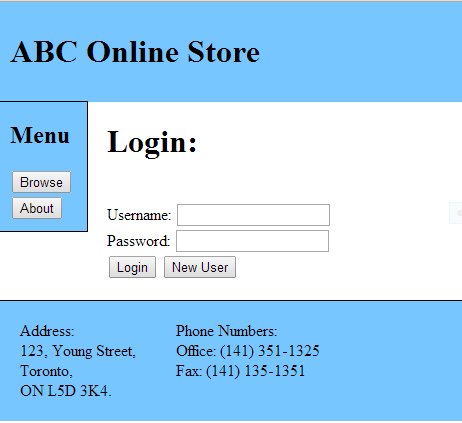 ABC Online Store
Menu
Browse
About
Login:
Username:
Password:
Login New User
Address:
123, Young Street,
Toronto,
ON L5D 3K4.
Phone Numbers:
Office: (141) 351-1325
Fax: (141) 135-1351